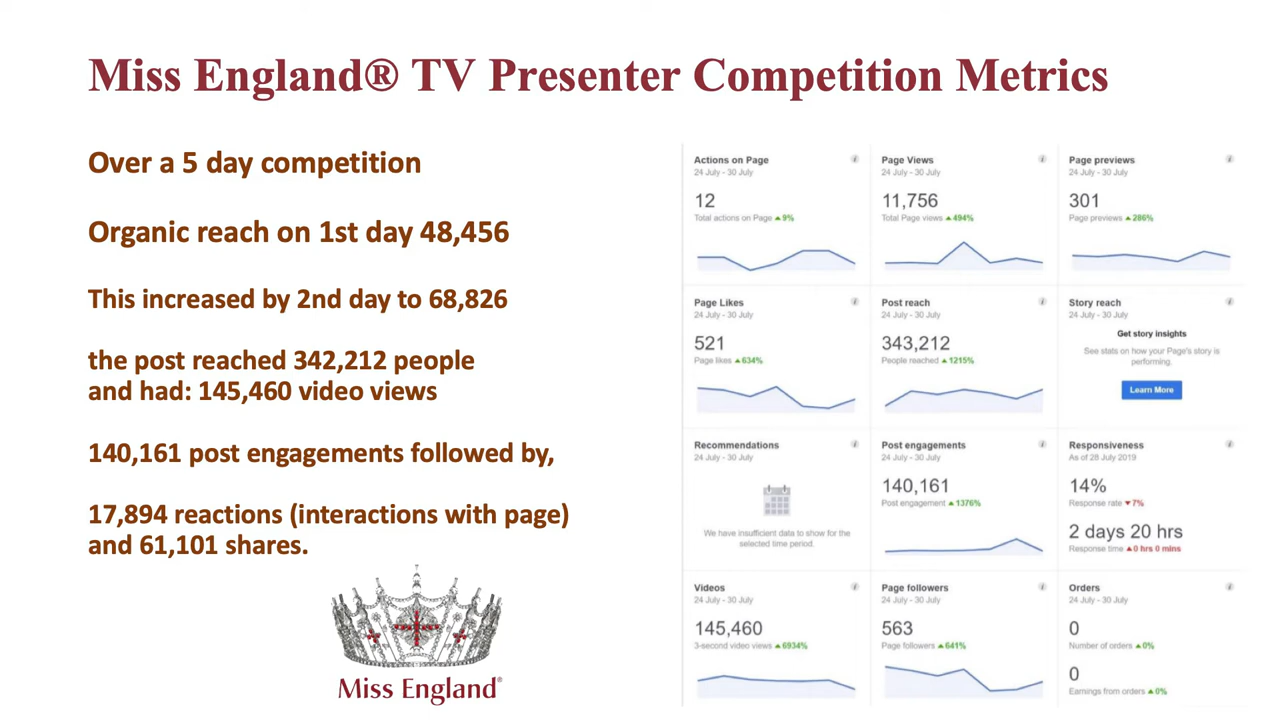 Miss England® TV Presenter Competition Metrics
Over a 5 day competition
Organic reach on 1st day 48,456
This increased by 2nd day to 68,826
the post reached 342,212 people
and had: 145,460 video views
140,161 post engagements followed by,
17,894 reactions (interactions with page)
and 61,101 shares.
Miss England®
Actions on Page
24 July - 30 July
12
Total actions on Page ▲9%
Page Views
24 July - 30 July
11,756
Total Page views ▲494%
Page previews
24 July - 30 July
301
Page previews ▲286%
Page Likes
24 July - 30 July
521
Page likes ▲634%
Post reach
24 July - 30 July
343,212
People reached ▲1215%
Story reach
24 July - 30 July
Get story insights
See stats on how your Page's story is
performing.
Learn More
Recommendations
24 July - 30 July
We have insufficient data to show for the
selected time period.
Post engagements
24 July - 30 July
140,161
Post engagement ▲1376%
Responsiveness
As of 28 July 2019
14%
Response rate ▼7%
2 days 20 hrs
Response time ▲0 hrs 0 mins
Videos
24 July - 30 July
145,460
3-second video views ▲6934%
Page followers
24 July - 30 July
563
Page followers ▲641%
Orders
24 July - 30 July
0
Number of orders ▲0%
0
Earnings from orders ▲0%